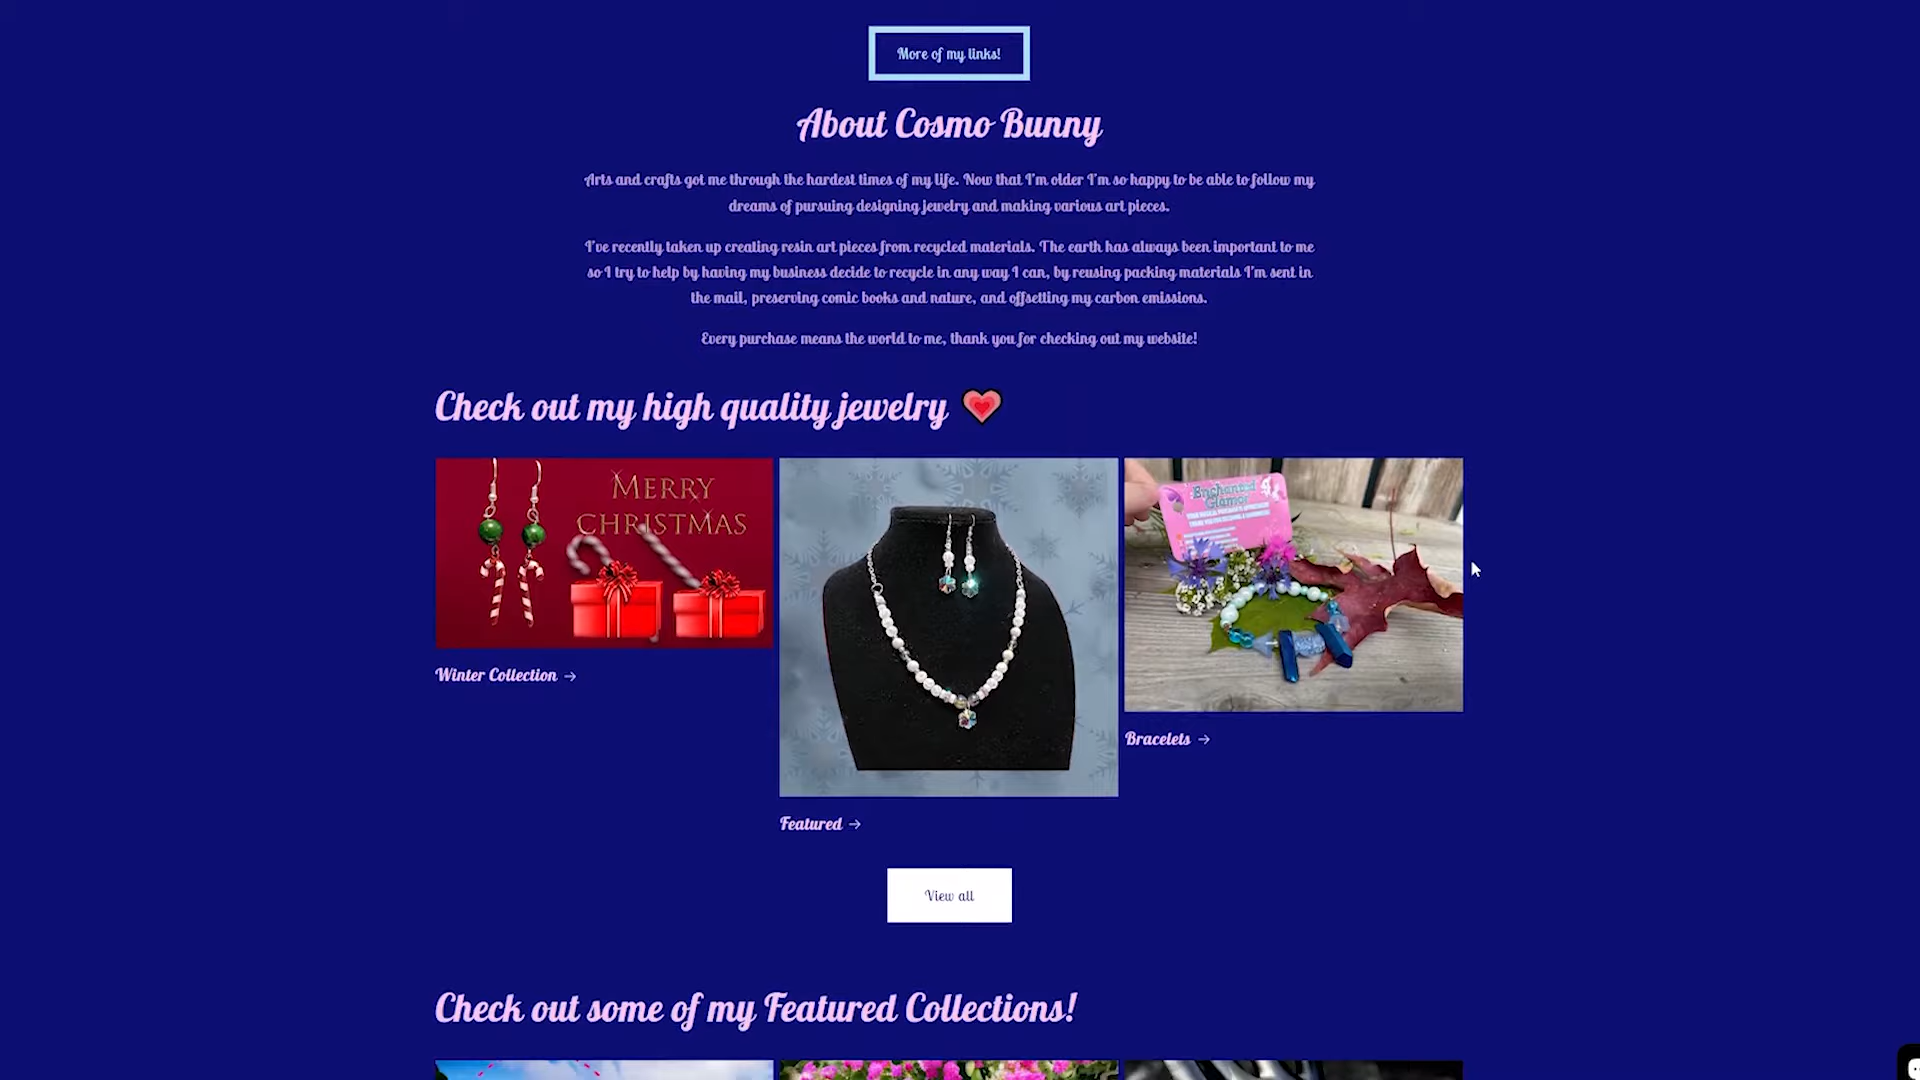 More of my links!
About Cosmo Bunny
Arts and crafts got me through the hardest times of my life. Now that I'm older I'm so happy to be able to follow my
dreams of pursuing designing jewelry and making various art pieces.
I've recently taken up creating resin art pieces from recycled materials. The earth has always been important to me
so I try to help by having my business decide to recycle in any way I can, by reusing packing materials I'm sent in
the mail, preserving comic books and nature, and offsetting my carbon emissions.
Every purchase means the world to me, thank you for checking out my website!
Check out my high quality jewelry
MERRY
CHRISTMAS
Enchanted
Glamor
Winter Collection →
Bracelets →
Featured →
View all
Check out some of my Featured Collections!